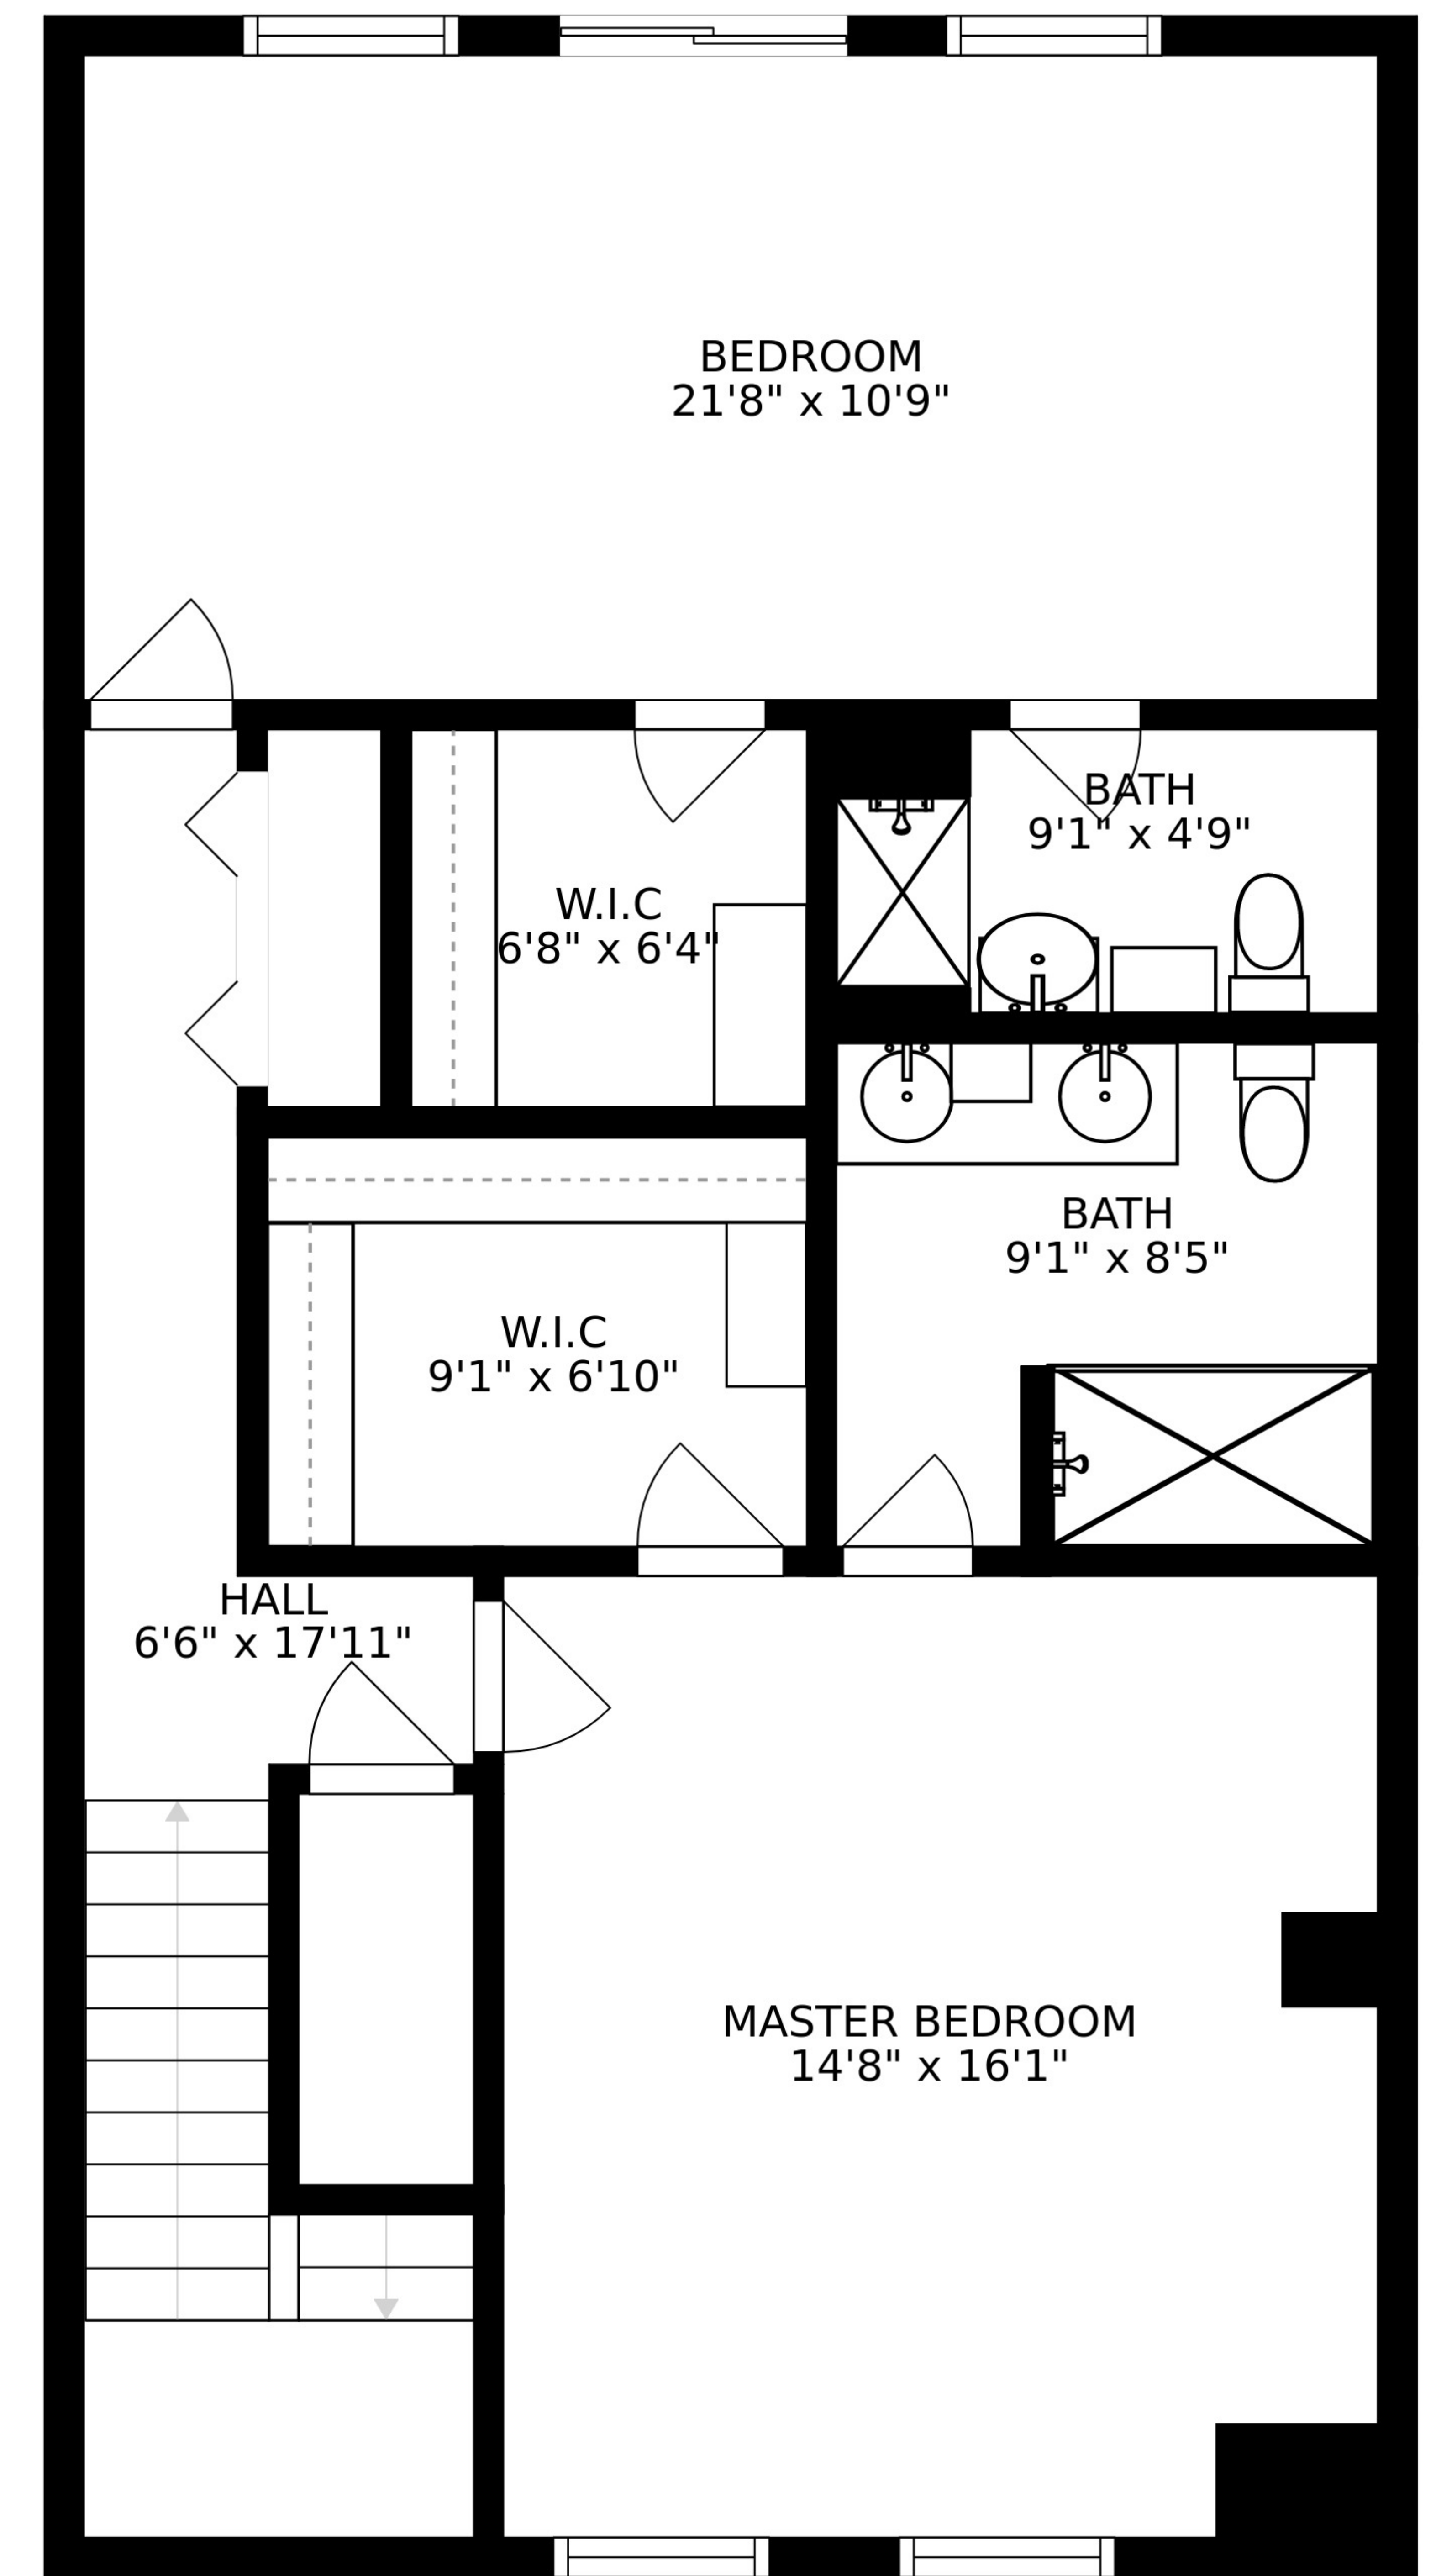 BEDROOM
21'8" x 10'9"
BATH
9'1" x 4'9"
W.I.C
6'8" x 6'4"
BATH
9'1" x 8'5"
W.I.C
9'1" x 6'10"
HALL
6'6" x 17'11"
MASTER BEDROOM
14'8" x 16'1"